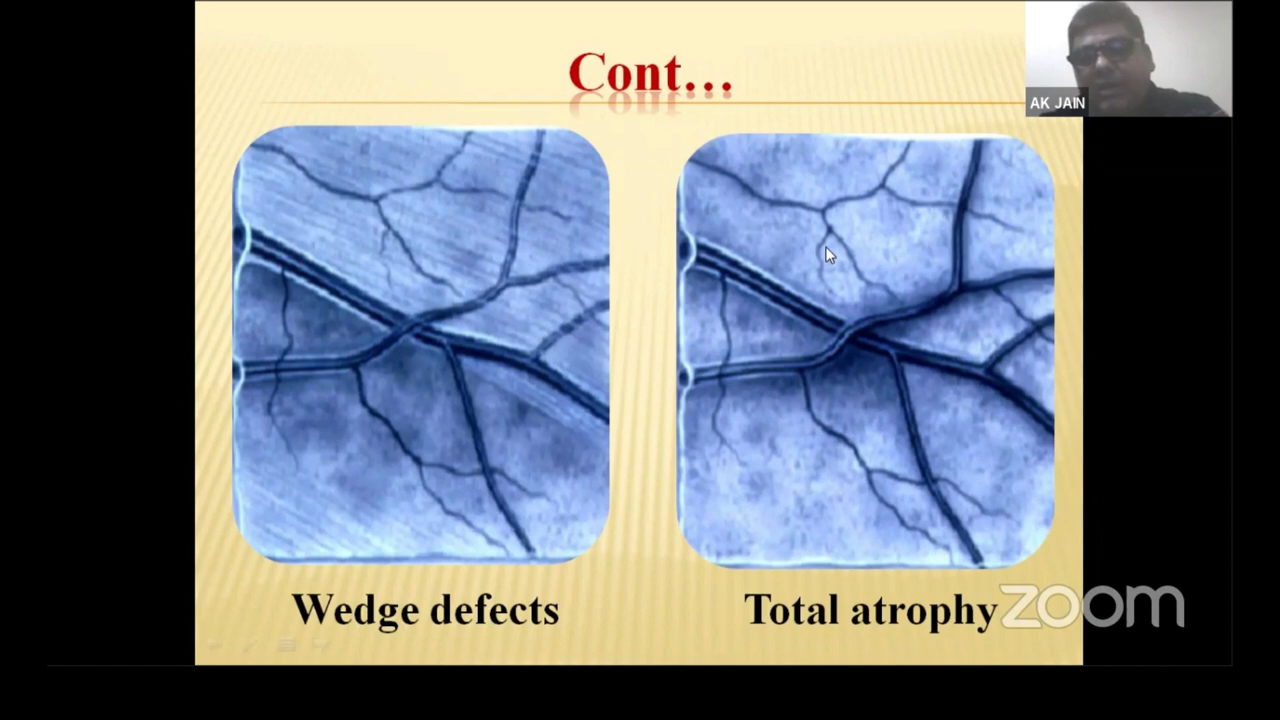 Cont…
AK JAIN
Wedge defects
Total atrophy
zoom